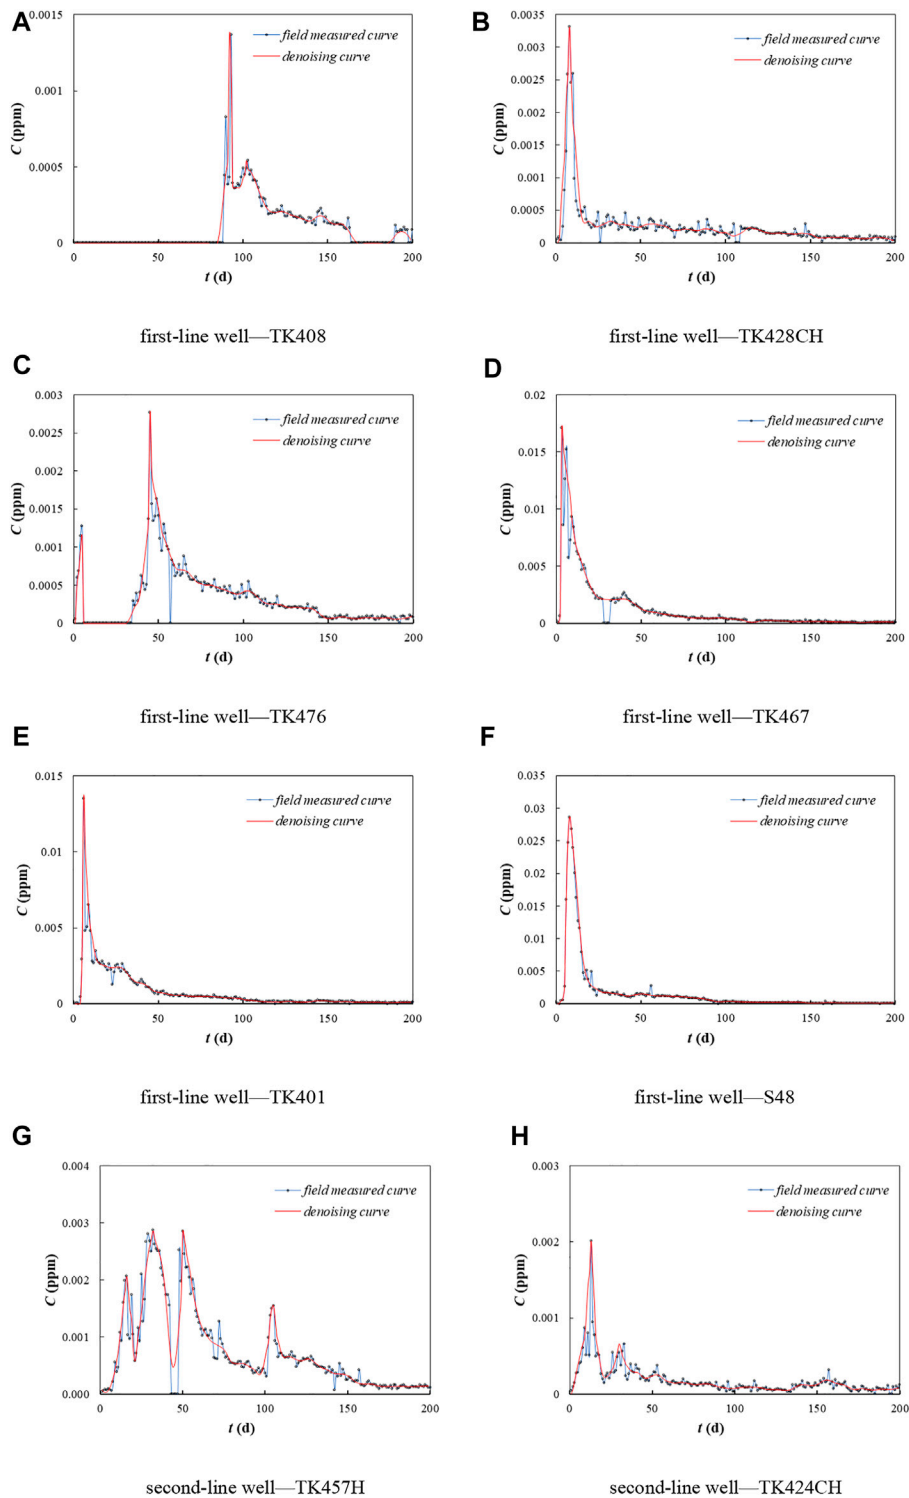 A
0.0015
0.001
0.0005
0
C (ppm)
field measured curve
denoising curve
0 50 100 150 200
t (d)
first-line well—TK408
B
0.0035
0.003
0.0025
0.002
0.0015
0.001
0.0005
0
C (ppm)
field measured curve
denoising curve
0 50 100 150 200
t (d)
first-line well—TK428CH
C
0.003
0.0025
0.002
0.0015
0.001
0.0005
0
C (ppm)
field measured curve
denoising curve
0 50 100 150 200
t (d)
first-line well—TK476
D
0.02
0.015
0.01
0.005
0
C (ppm)
field measured curve
denoising curve
0 50 100 150 200
t (d)
first-line well—TK467
E
0.015
0.01
0.005
0
C (ppm)
field measured curve
denoising curve
0 50 100 150 200
t (d)
first-line well—TK401
F
0.035
0.03
0.025
0.02
0.015
0.01
0.005
0
C (ppm)
field measured curve
denoising curve
0 50 100 150 200
t (d)
first-line well—S48
G
0.004
0.003
0.002
0.001
0.000
C (ppm)
field measured curve
denoising curve
0 50 100 150 200
t (d)
second-line well—TK457H
H
0.003
0.002
0.001
0
C (ppm)
field measured curve
denoising curve
0 50 100 150 200
t (d)
second-line well—TK424CH